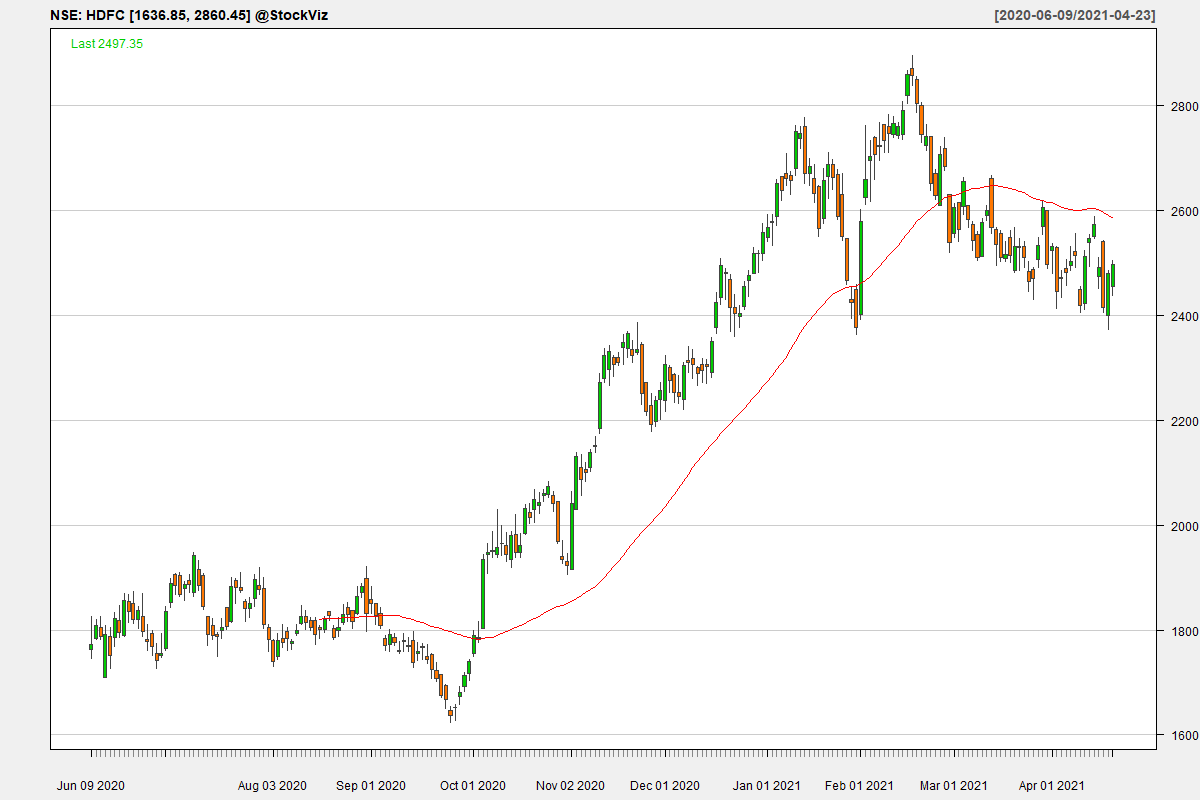 NSE: HDFC [1636.85, 2860.45] @StockViz [2020-06-09/2021-04-23]
Last 2497.35
2800
2600
2400
2200
2000
1800
1600
Jun 09 2020 Aug 03 2020 Sep 01 2020 Oct 01 2020 Nov 02 2020 Dec 01 2020 Jan 01 2021 Feb 01 2021 Mar 01 2021 Apr 01 2021